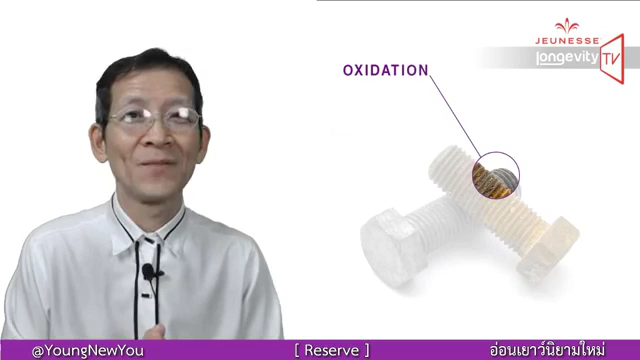 JEUNESSE
longevity TV
OXIDATION
@YoungNewYou
[ Reserve ]
อ่อนเยาว์นิยามใหม่